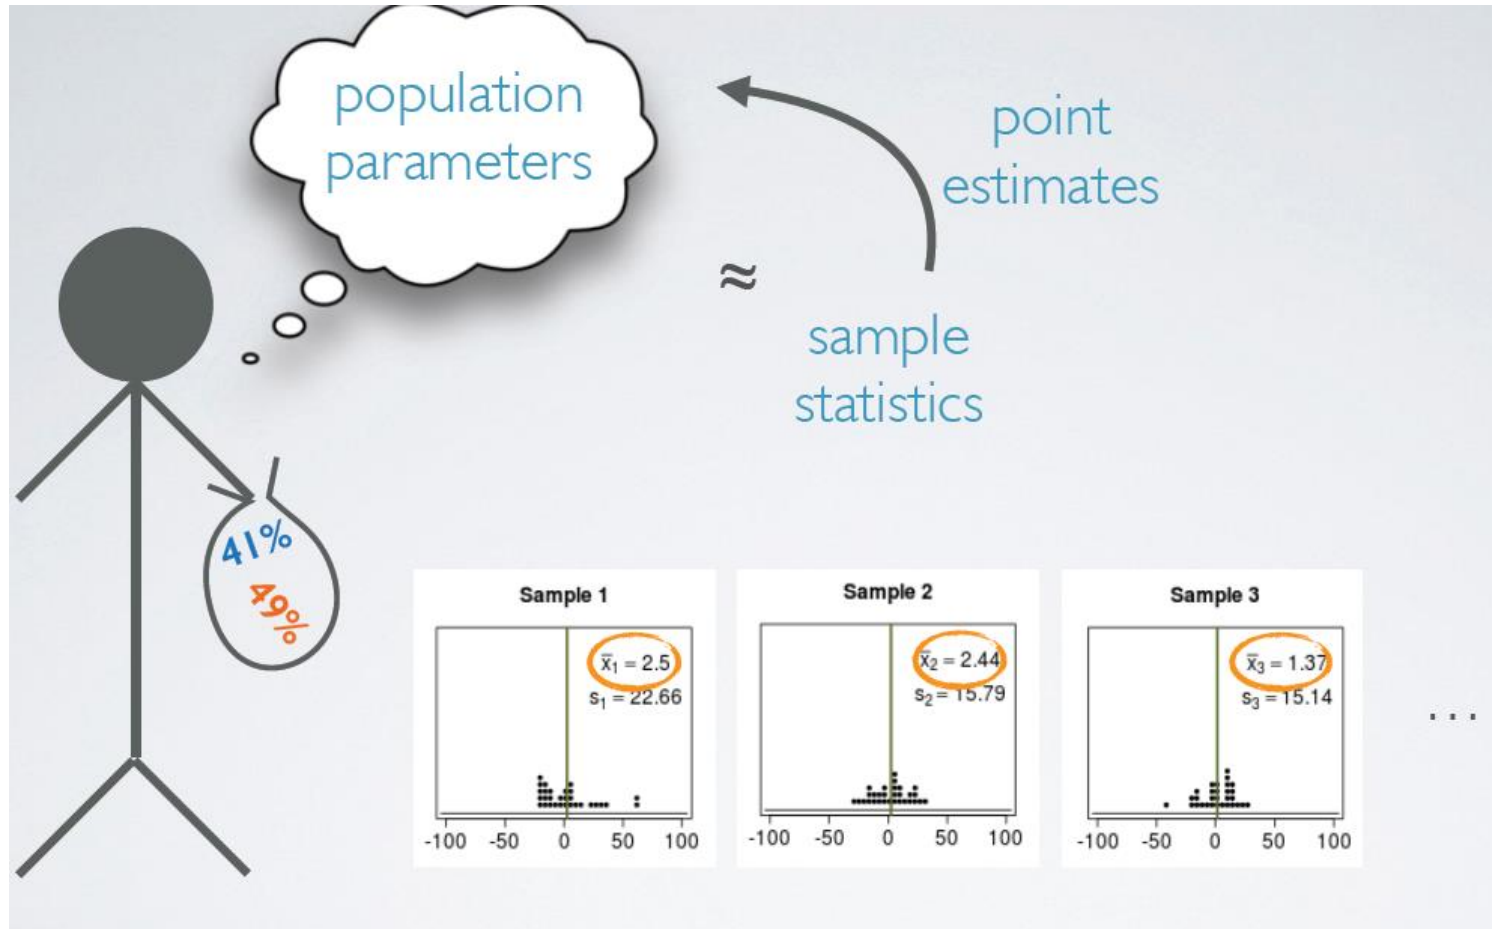 population
parameters
point
estimates
≈
sample
statistics
41%
49%
Sample 1
x̄₁ = 2.5
s₁ = 22.66
-100 -50 0 50 100
Sample 2
x̄₂ = 2.44
s₂ = 15.79
-100 -50 0 50 100
Sample 3
x̄₃ = 1.37
s₃ = 15.14
-100 -50 0 50 100
...